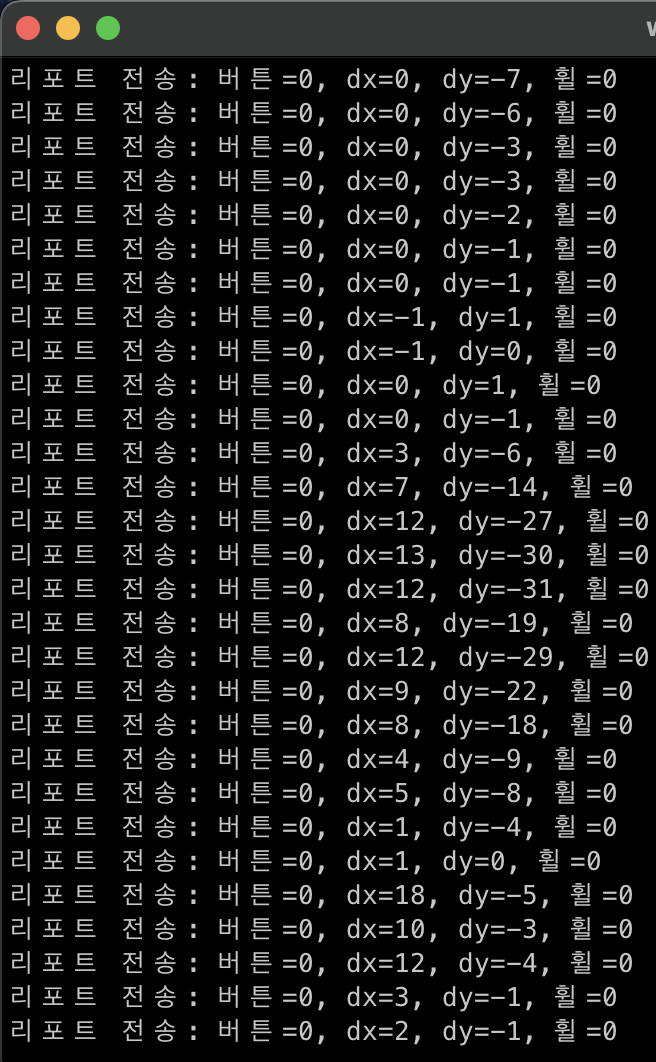 리포트 전송: 버튼=0, dx=0, dy=-7, 휠=0
리포트 전송: 버튼=0, dx=0, dy=-6, 휠=0
리포트 전송: 버튼=0, dx=0, dy=-3, 휠=0
리포트 전송: 버튼=0, dx=0, dy=-3, 휠=0
리포트 전송: 버튼=0, dx=0, dy=-2, 휠=0
리포트 전송: 버튼=0, dx=0, dy=-1, 휠=0
리포트 전송: 버튼=0, dx=0, dy=-1, 휠=0
리포트 전송: 버튼=0, dx=-1, dy=1, 휠=0
리포트 전송: 버튼=0, dx=-1, dy=0, 휠=0
리포트 전송: 버튼=0, dx=0, dy=1, 휠=0
리포트 전송: 버튼=0, dx=0, dy=-1, 휠=0
리포트 전송: 버튼=0, dx=3, dy=-6, 휠=0
리포트 전송: 버튼=0, dx=7, dy=-14, 휠=0
리포트 전송: 버튼=0, dx=12, dy=-27, 휠=0
리포트 전송: 버튼=0, dx=13, dy=-30, 휠=0
리포트 전송: 버튼=0, dx=12, dy=-31, 휠=0
리포트 전송: 버튼=0, dx=8, dy=-19, 휠=0
리포트 전송: 버튼=0, dx=12, dy=-29, 휠=0
리포트 전송: 버튼=0, dx=9, dy=-22, 휠=0
리포트 전송: 버튼=0, dx=8, dy=-18, 휠=0
리포트 전송: 버튼=0, dx=4, dy=-9, 휠=0
리포트 전송: 버튼=0, dx=5, dy=-8, 휠=0
리포트 전송: 버튼=0, dx=1, dy=-4, 휠=0
리포트 전송: 버튼=0, dx=1, dy=0, 휠=0
리포트 전송: 버튼=0, dx=18, dy=-5, 휠=0
리포트 전송: 버튼=0, dx=10, dy=-3, 휠=0
리포트 전송: 버튼=0, dx=12, dy=-4, 휠=0
리포트 전송: 버튼=0, dx=3, dy=-1, 휠=0
리포트 전송: 버튼=0, dx=2, dy=-1, 휠=0